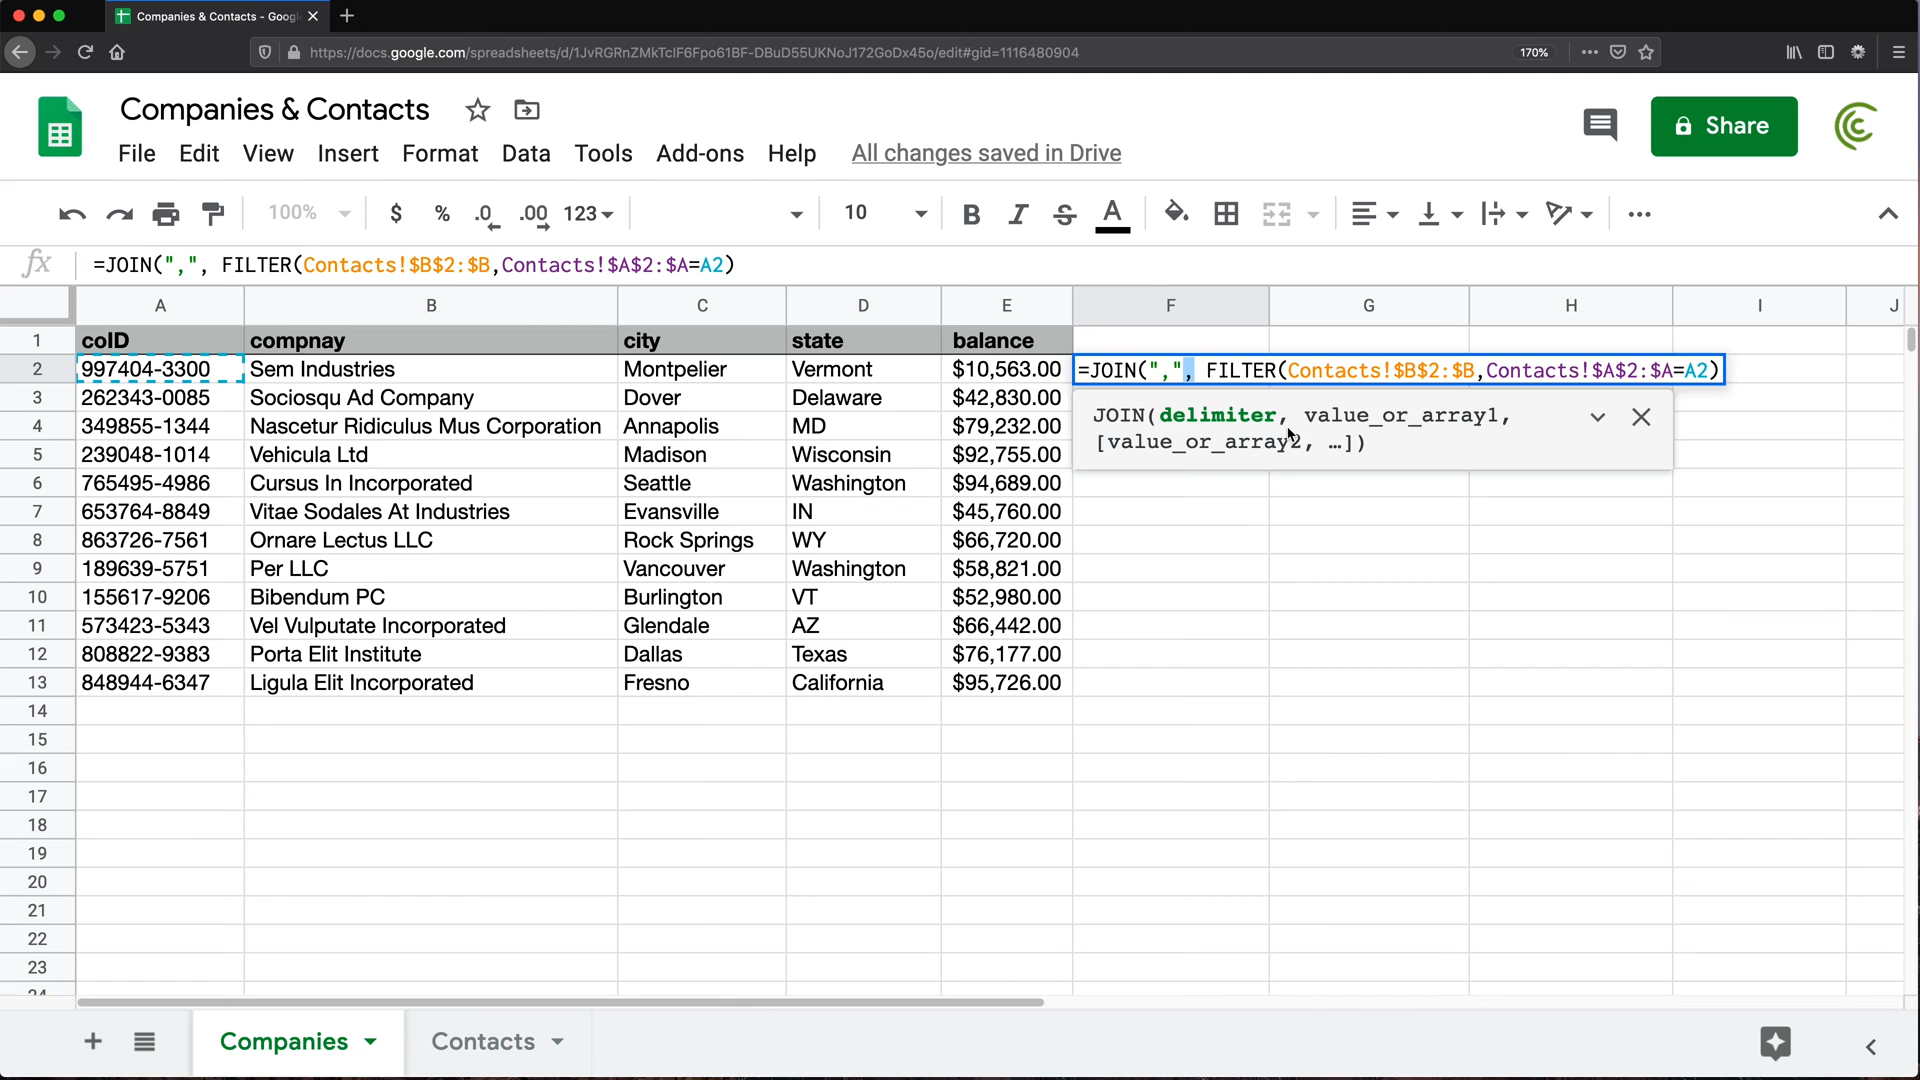 Companies & Contacts - Goog
https://docs.google.com/spreadsheets/d/1JvRGRnZMkTclF6Fpo61BF-DBuD55UKNoJ172GoDx45o/edit#gid=1116480904 170%
Companies & Contacts
Share
File Edit View Insert Format Data Tools Add-ons Help All changes saved in Drive
100% $ % .0 .00 123 10 B I S A
fx =JOIN(",", FILTER(Contacts!$B$2:$B,Contacts!$A$2:$A=A2)
A B C D E F G H I J
1 coID compnay city state balance
2 997404-3300 Sem Industries Montpelier Vermont $10,563.00 =JOIN(",", FILTER(Contacts!$B$2:$B,Contacts!$A$2:$A=A2)
3 262343-0085 Sociosqu Ad Company Dover Delaware $42,830.00
JOIN(delimiter, value_or_array1,
4 349855-1344 Nascetur Ridiculus Mus Corporation Annapolis MD $79,232.00
[value_or_array2, …])
5 239048-1014 Vehicula Ltd Madison Wisconsin $92,755.00
6 765495-4986 Cursus In Incorporated Seattle Washington $94,689.00
7 653764-8849 Vitae Sodales At Industries Evansville IN $45,760.00
8 863726-7561 Ornare Lectus LLC Rock Springs WY $66,720.00
9 189639-5751 Per LLC Vancouver Washington $58,821.00
10 155617-9206 Bibendum PC Burlington VT $52,980.00
11 573423-5343 Vel Vulputate Incorporated Glendale AZ $66,442.00
12 808822-9383 Porta Elit Institute Dallas Texas $76,177.00
13 848944-6347 Ligula Elit Incorporated Fresno California $95,726.00
14
15
16
17
18
19
20
21
22
23
24
Companies Contacts